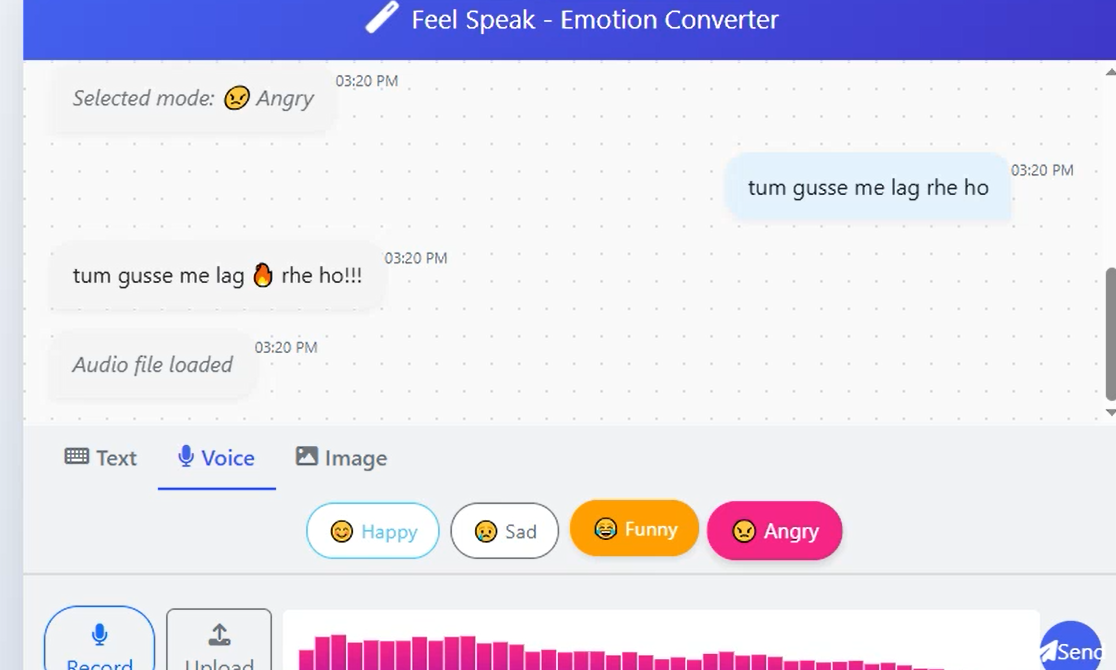 Feel Speak - Emotion Converter
Selected mode: 😠 Angry
03:20 PM
tum gusse me lag rhe ho
03:20 PM
tum gusse me lag 🔥 rhe ho!!!
03:20 PM
Audio file loaded
03:20 PM
Text Voice Image
😊 Happy 😢 Sad 😂 Funny 😠 Angry
Record Upload Send